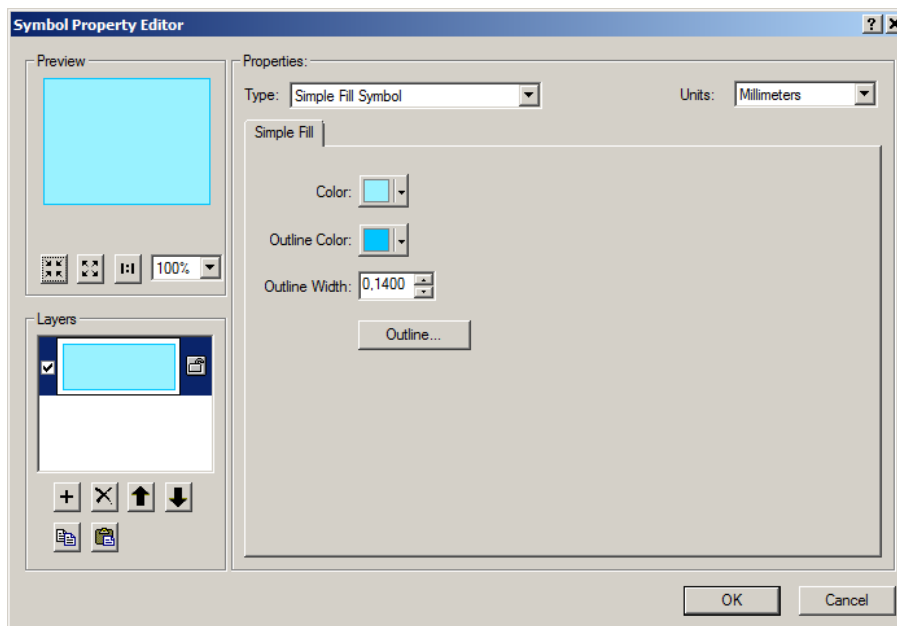 Symbol Property Editor
Preview
Properties:
Type: Simple Fill Symbol
Units: Millimeters
Simple Fill
Color:
Outline Color:
Outline Width: 0,1400
Outline...
1:1 100%
Layers
OK
Cancel